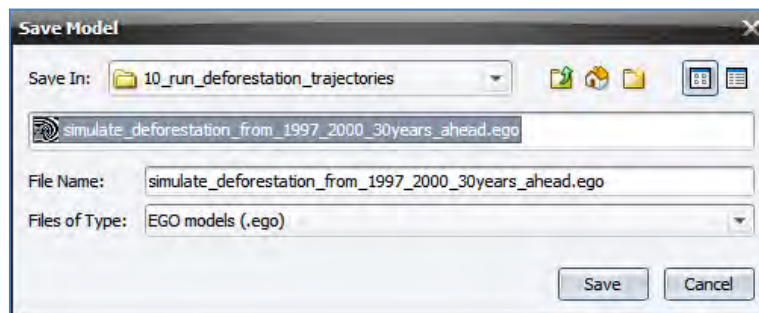 Save Model
Save In: 10_run_deforestation_trajectories
simulate_deforestation_from_1997_2000_30years_ahead.ego
File Name: simulate_deforestation_from_1997_2000_30years_ahead.ego
Files of Type: EGO models (.ego)
Save Cancel